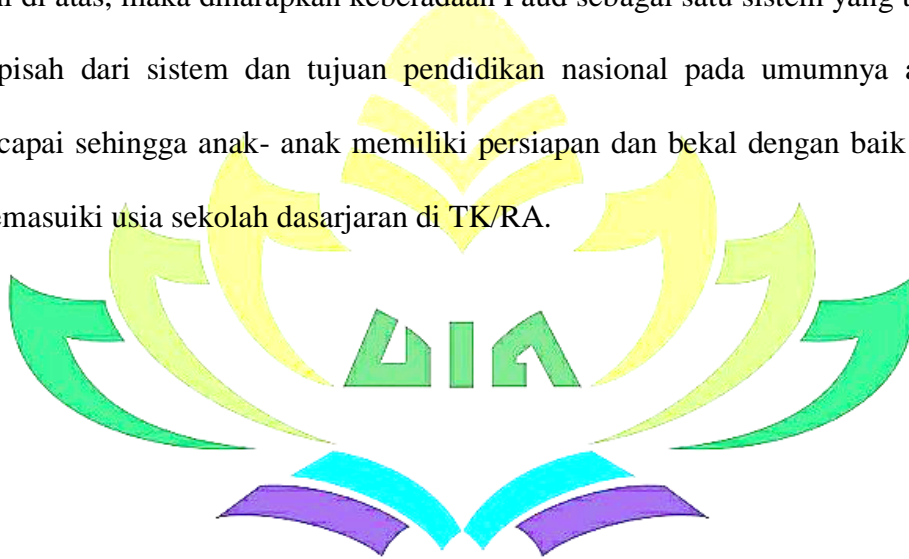 di atas, maka diharapkan keberadaan Paud sebagai satu sistem yang
pisah dari sistem dan tujuan pendidikan nasional pada umumnya
capai sehingga anak- anak memiliki persiapan dan bekal dengan baik
emasuiki usia sekolah dasarjaran di TK/RA.
UIN